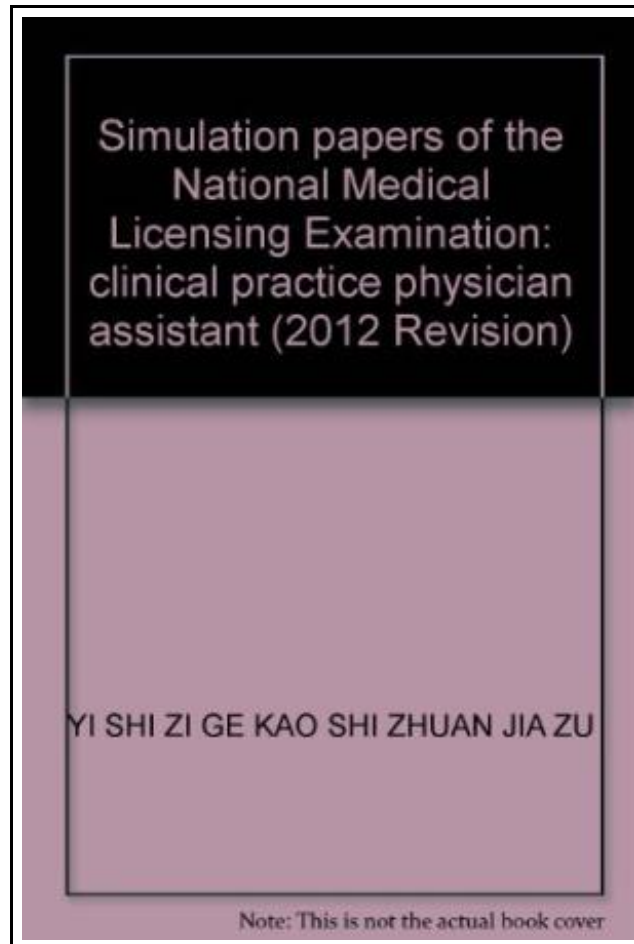 Simulation papers of the
National Medical
Licensing Examination:
clinical practice physician
assistant (2012 Revision)
YI SHI ZI GE KAO SHI ZHUAN JIA ZU
Note: This is not the actual book cover